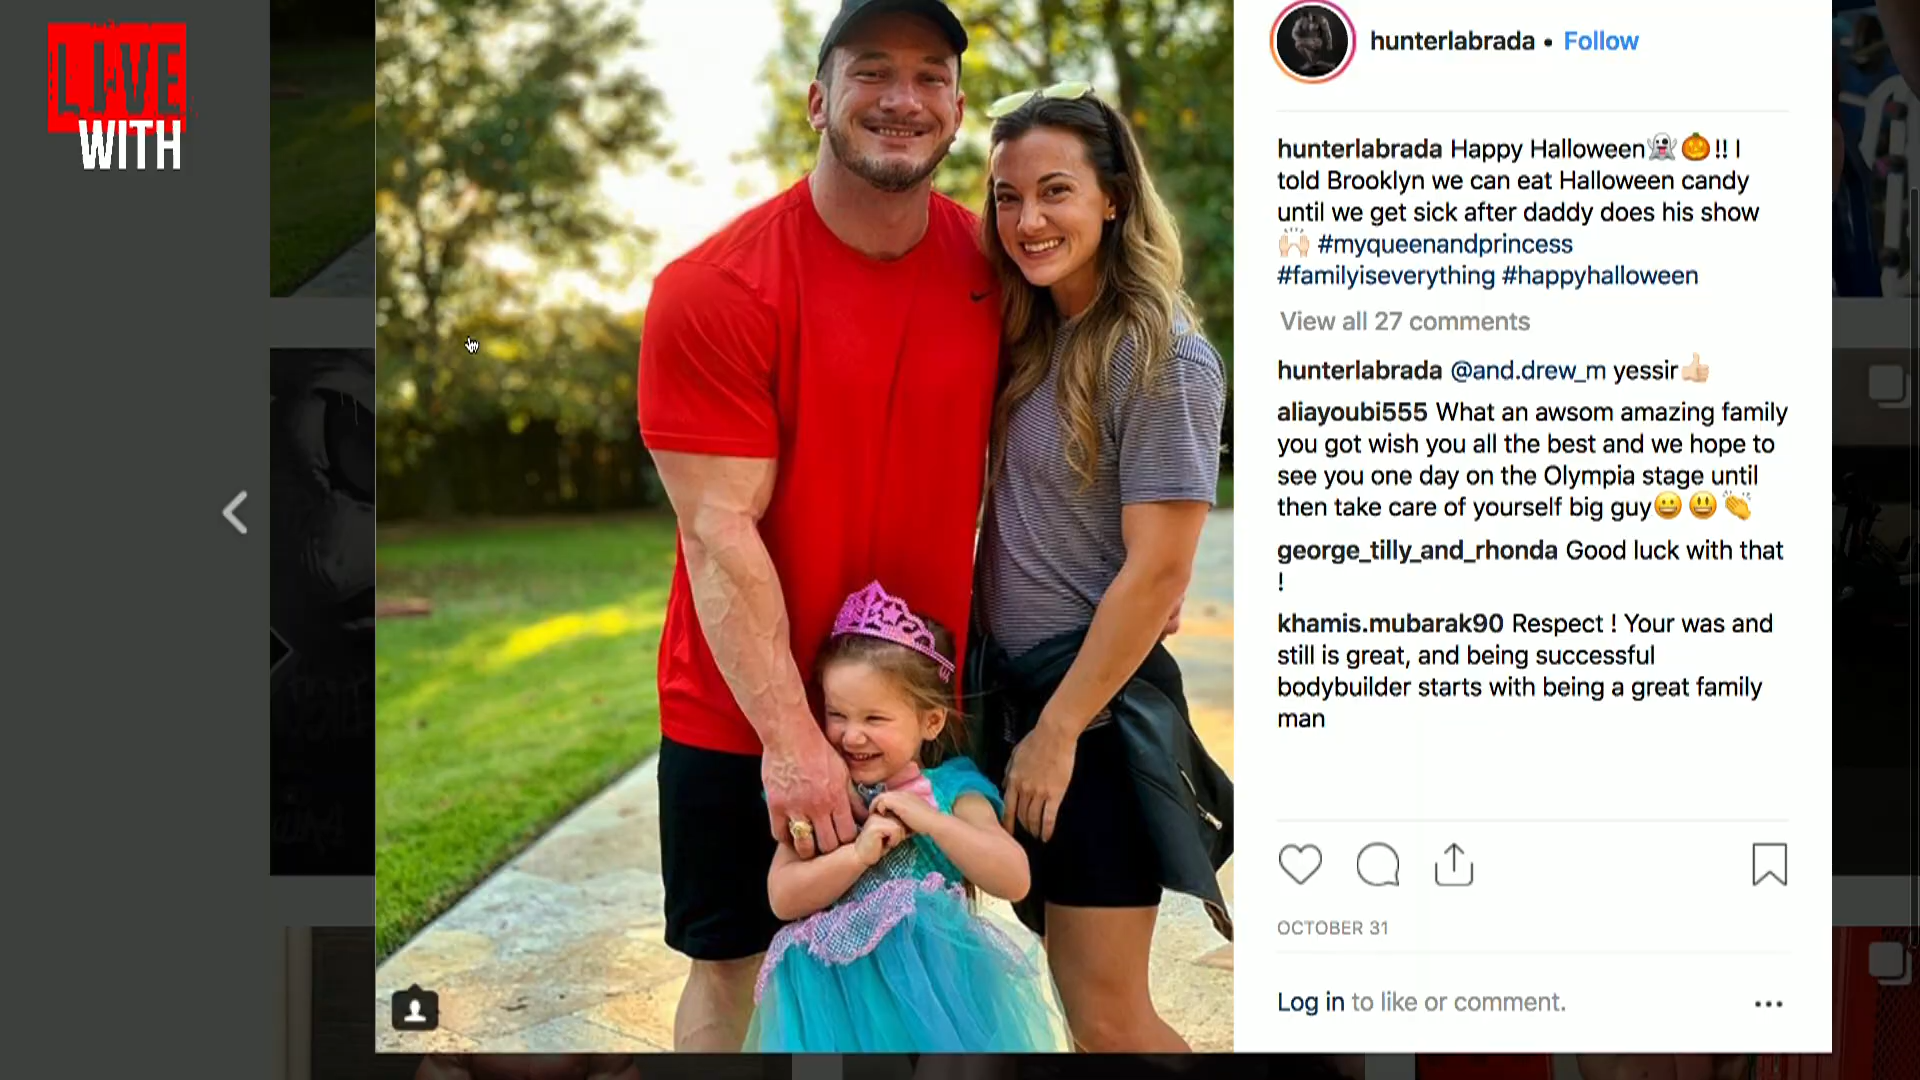 LIVE
WITH
hunterlabrada • Follow
hunterlabrada Happy Halloween👻🎃!! I
told Brooklyn we can eat Halloween candy
until we get sick after daddy does his show
🙌🏻 #myqueenandprincess
#familyiseverything #happyhalloween
View all 27 comments
hunterlabrada @and.drew_m yessir👍🏻
aliayoubi555 What an awsom amazing family
you got wish you all the best and we hope to
see you one day on the Olympia stage until
then take care of yourself big guy😀😃👏
george_tilly_and_rhonda Good luck with that
!
khamis.mubarak90 Respect ! Your was and
still is great, and being successful
bodybuilder starts with being a great family
man
OCTOBER 31
Log in to like or comment.